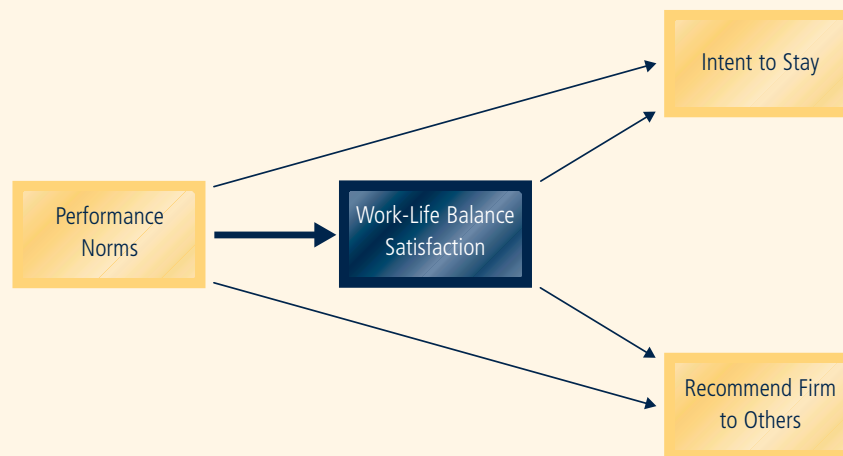 Intent to Stay
Performance
Norms
Work-Life Balance
Satisfaction
Recommend Firm
to Others